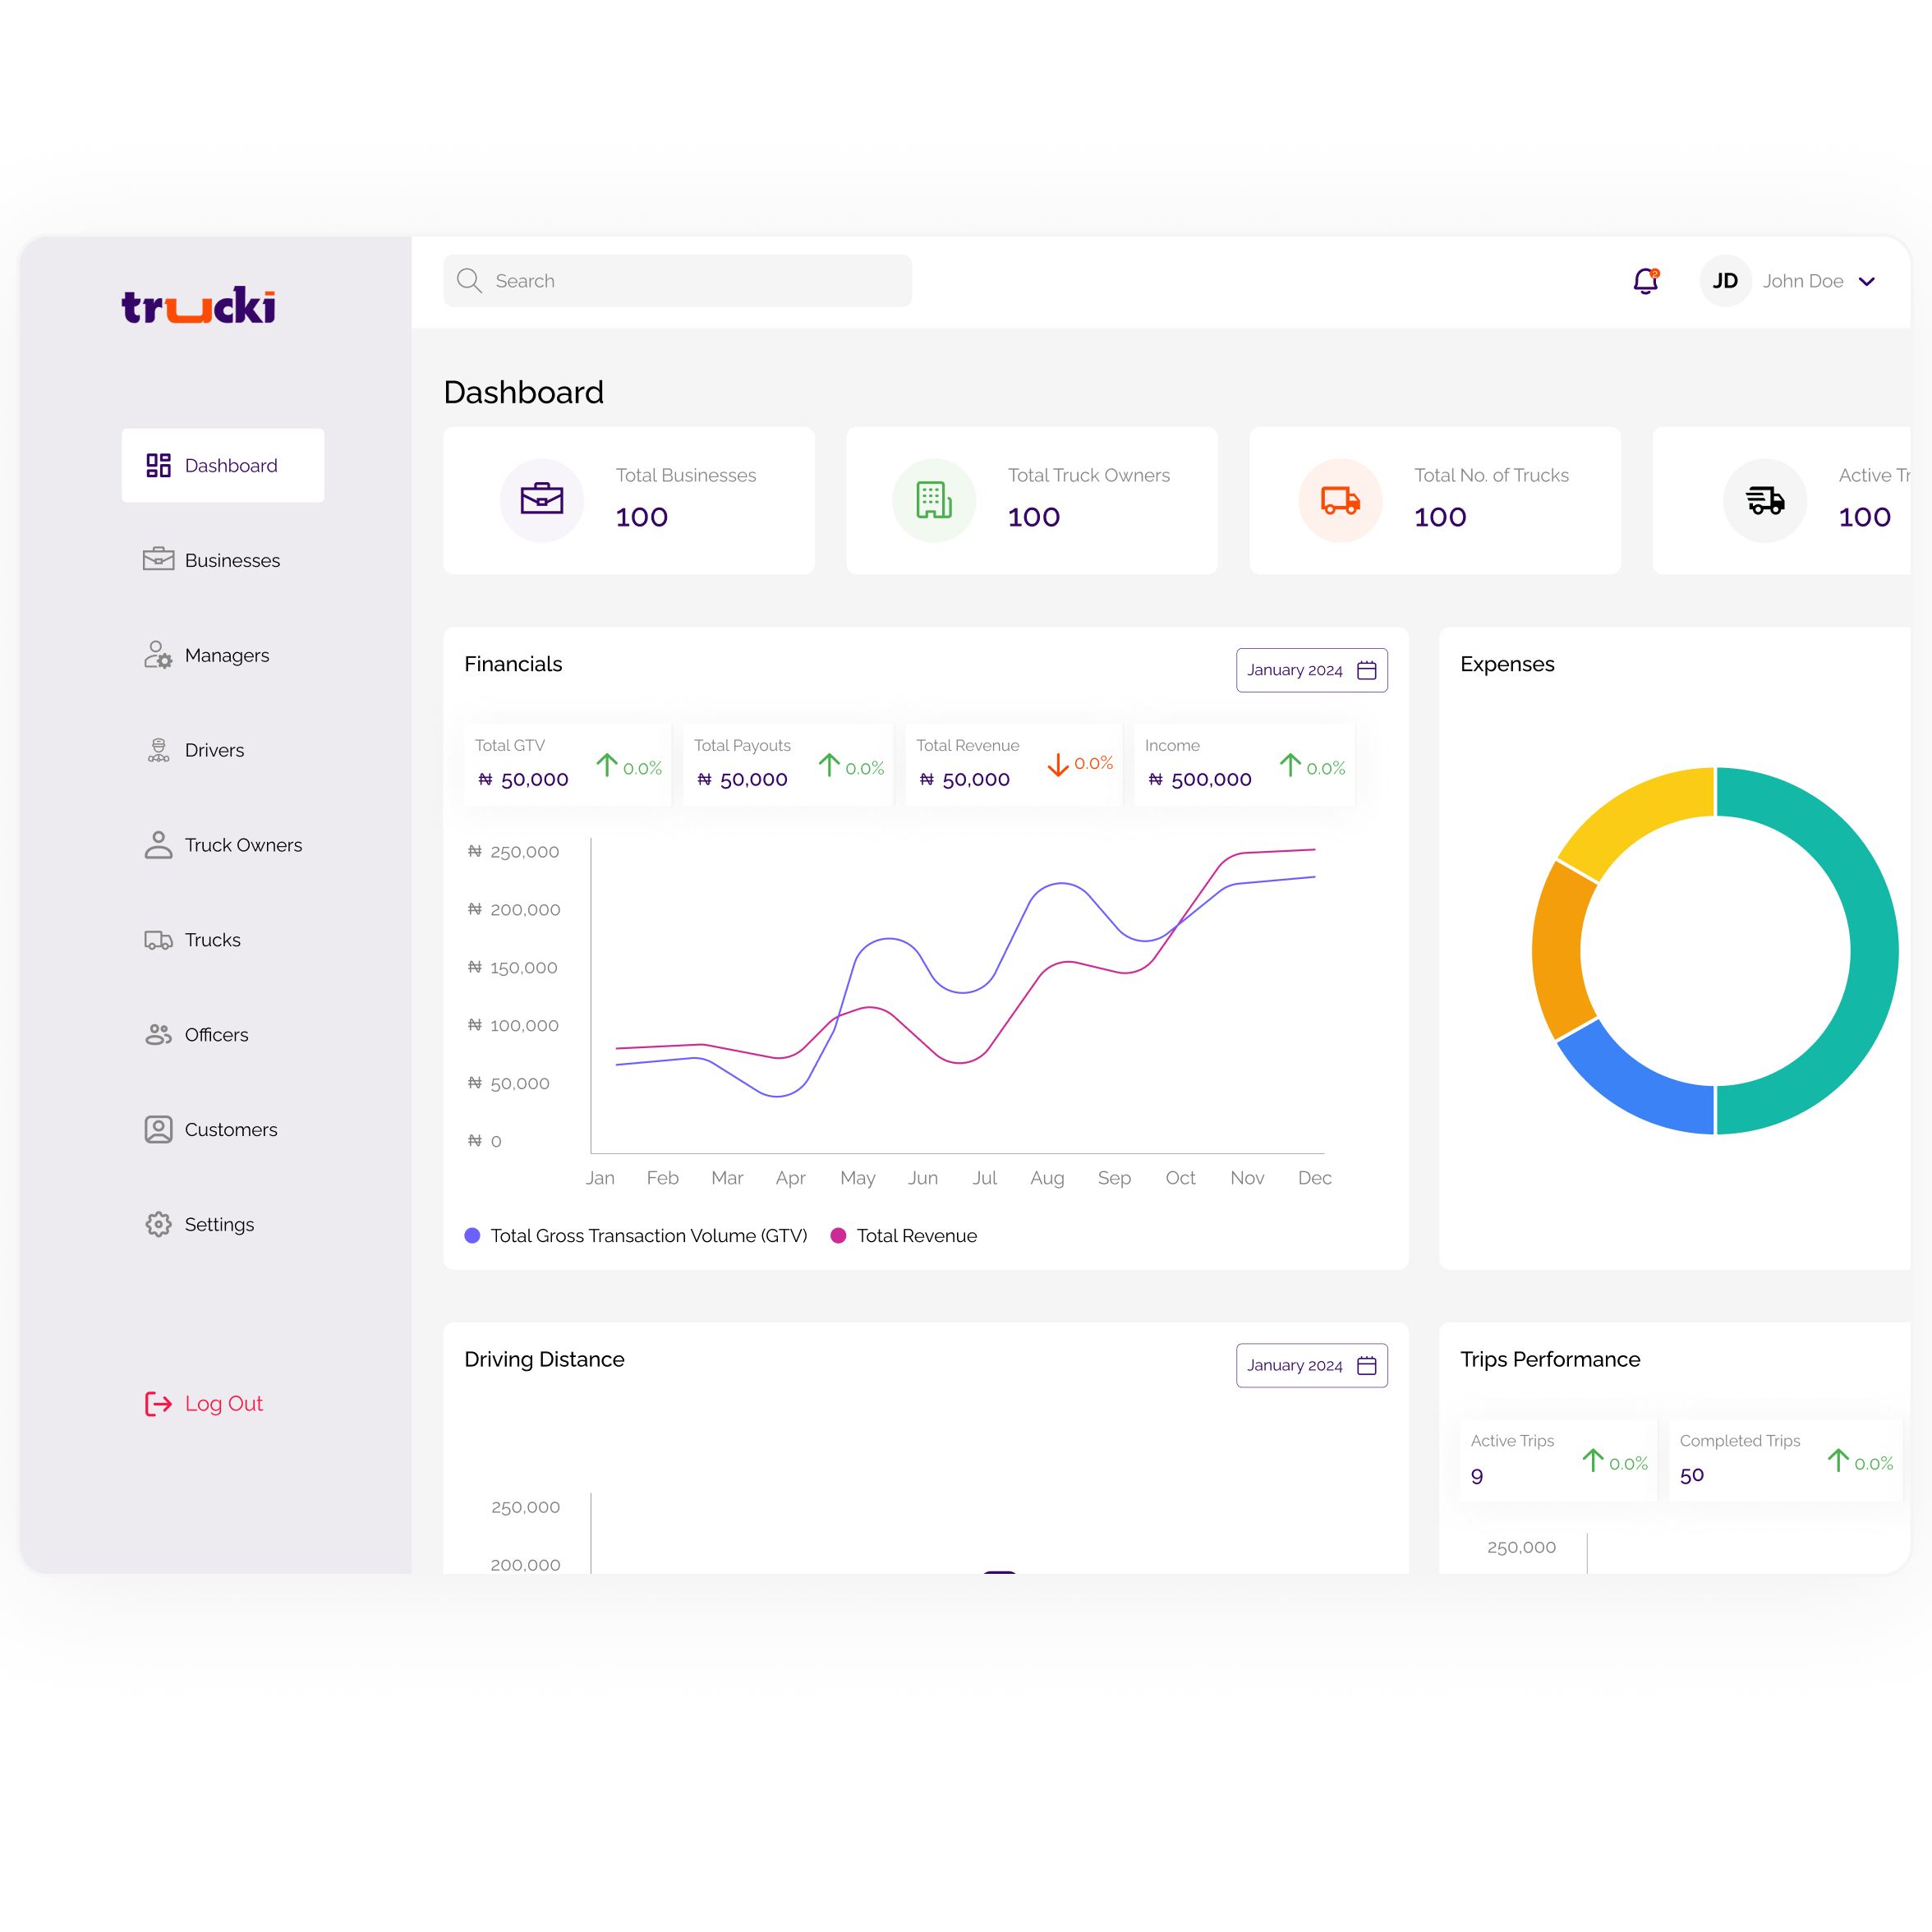 trucki
Search
2
JD
John Doe
Dashboard
Businesses
Managers
Drivers
Truck Owners
Trucks
Officers
Customers
Settings
Log Out
Dashboard
Total Businesses
100
Total Truck Owners
100
Total No. of Trucks
100
Active Tr
100
Financials
January 2024
Total GTV
₦ 50,000
0.0%
Total Payouts
₦ 50,000
0.0%
Total Revenue
₦ 50,000
0.0%
Income
₦ 500,000
0.0%
₦ 250,000
₦ 200,000
₦ 150,000
₦ 100,000
₦ 50,000
₦ 0
Jan Feb Mar Apr May Jun Jul Aug Sep Oct Nov Dec
Total Gross Transaction Volume (GTV)
Total Revenue
Expenses
Driving Distance
January 2024
250,000
200,000
Trips Performance
Active Trips
9
0.0%
Completed Trips
50
0.0%
250,000